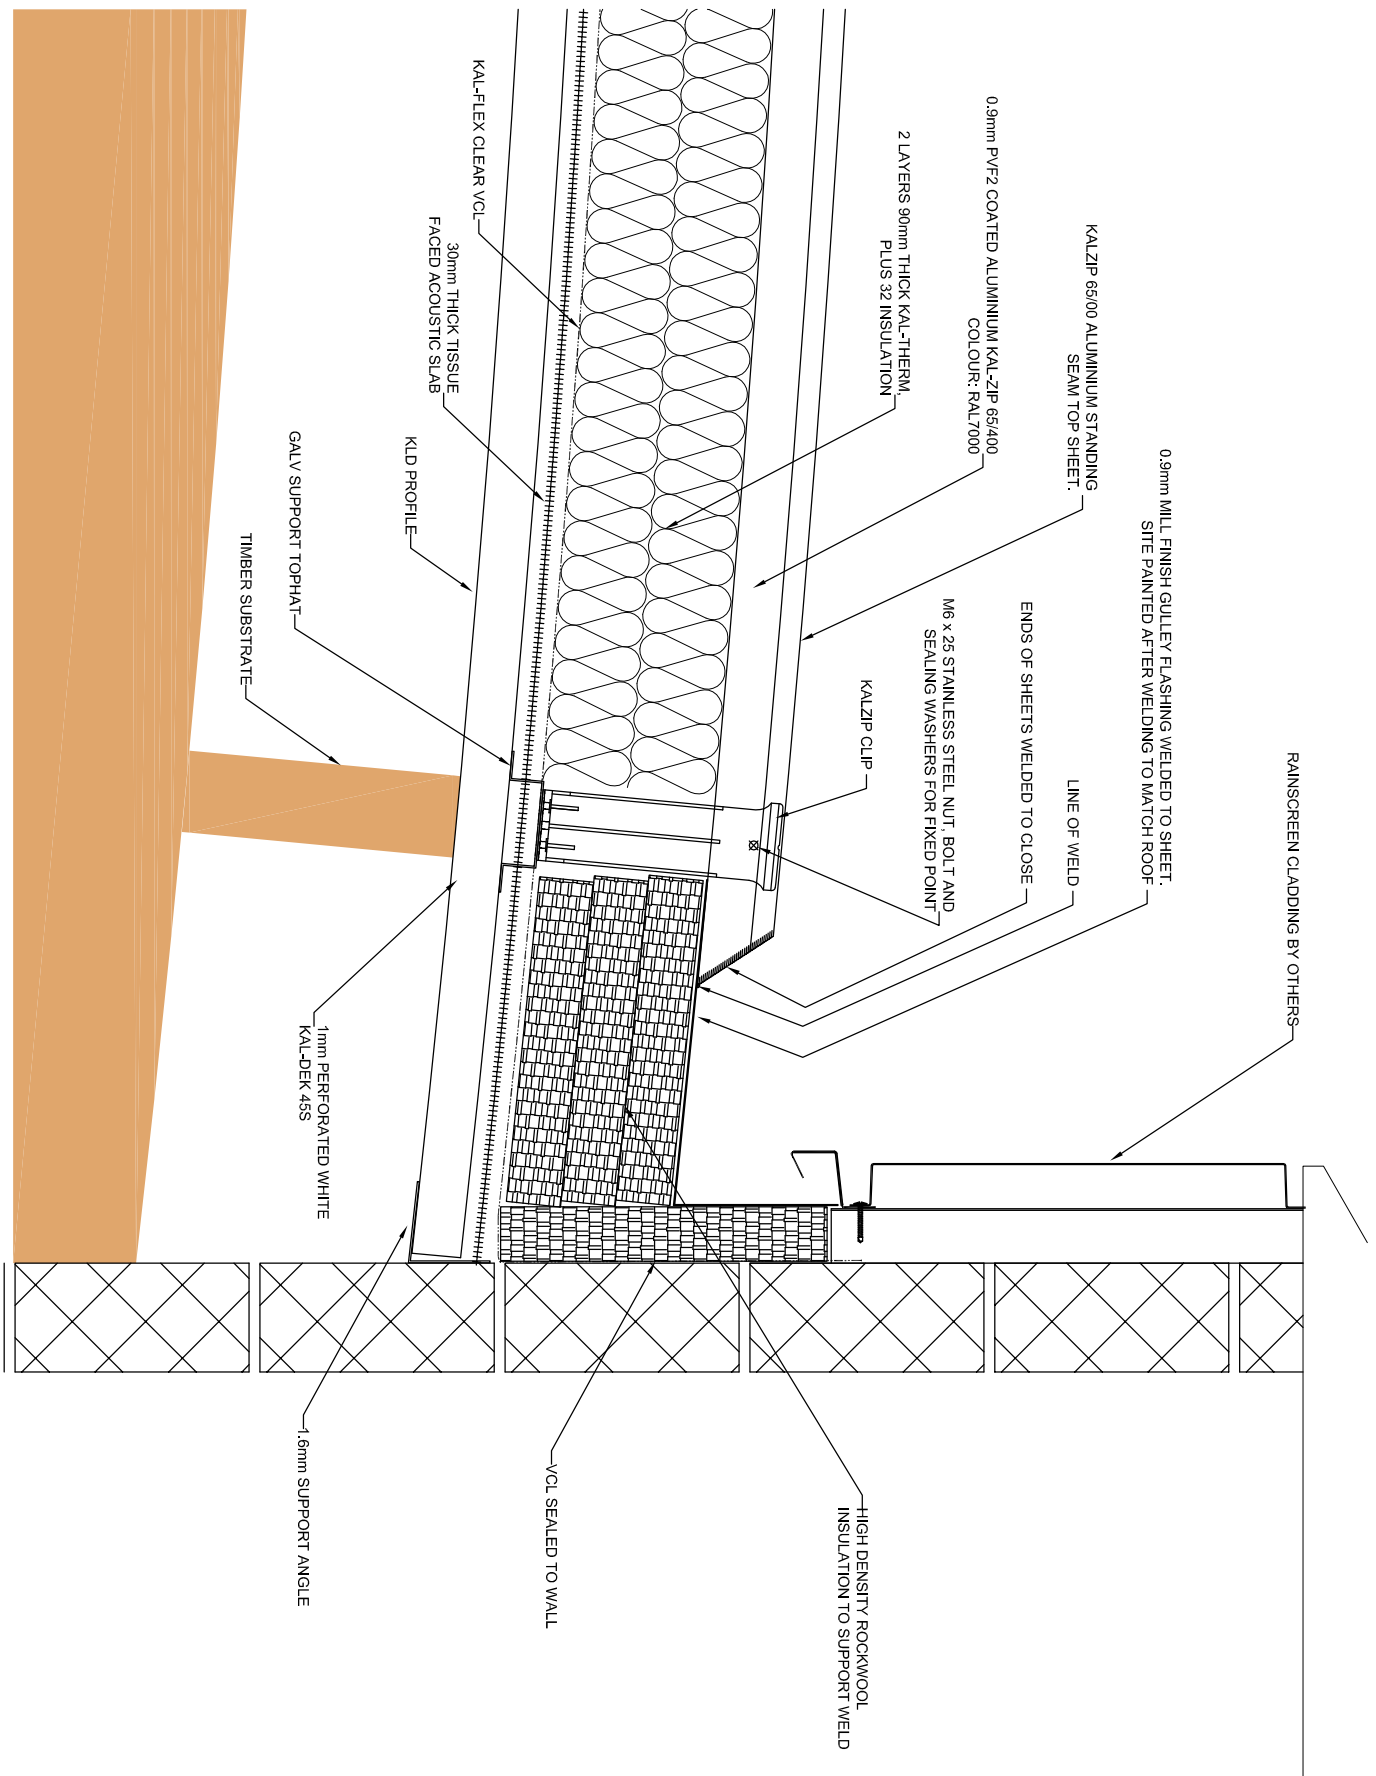 RAINSCREEN CLADDING BY OTHERS
0.9mm MILL FINISH GULLEY FLASHING WELDED TO SHEET.
SITE PAINTED AFTER WELDING TO MATCH ROOF
KALZIP 65/00 ALUMINIUM STANDING
SEAM TOP SHEET.
LINE OF WELD
ENDS OF SHEETS WELDED TO CLOSE
0.9mm PVF2 COATED ALUMINIUM KAL-ZIP 65/400
COLOUR: RAL7000
M6 x 25 STAINLESS STEEL NUT, BOLT AND
SEALING WASHERS FOR FIXED POINT
2 LAYERS 90mm THICK KAL-THERM,
PLUS 32 INSULATION
KALZIP CLIP
HIGH DENSITY ROCKWOOL
INSULATION TO SUPPORT WELD
VCL SEALED TO WALL
KAL-FLEX CLEAR VCL
30mm THICK TISSUE
FACED ACOUSTIC SLAB
KLD PROFILE
GALV SUPPORT TOPHAT
1mm PERFORATED WHITE
KAL-DEK 45S
1.6mm SUPPORT ANGLE
TIMBER SUBSTRATE